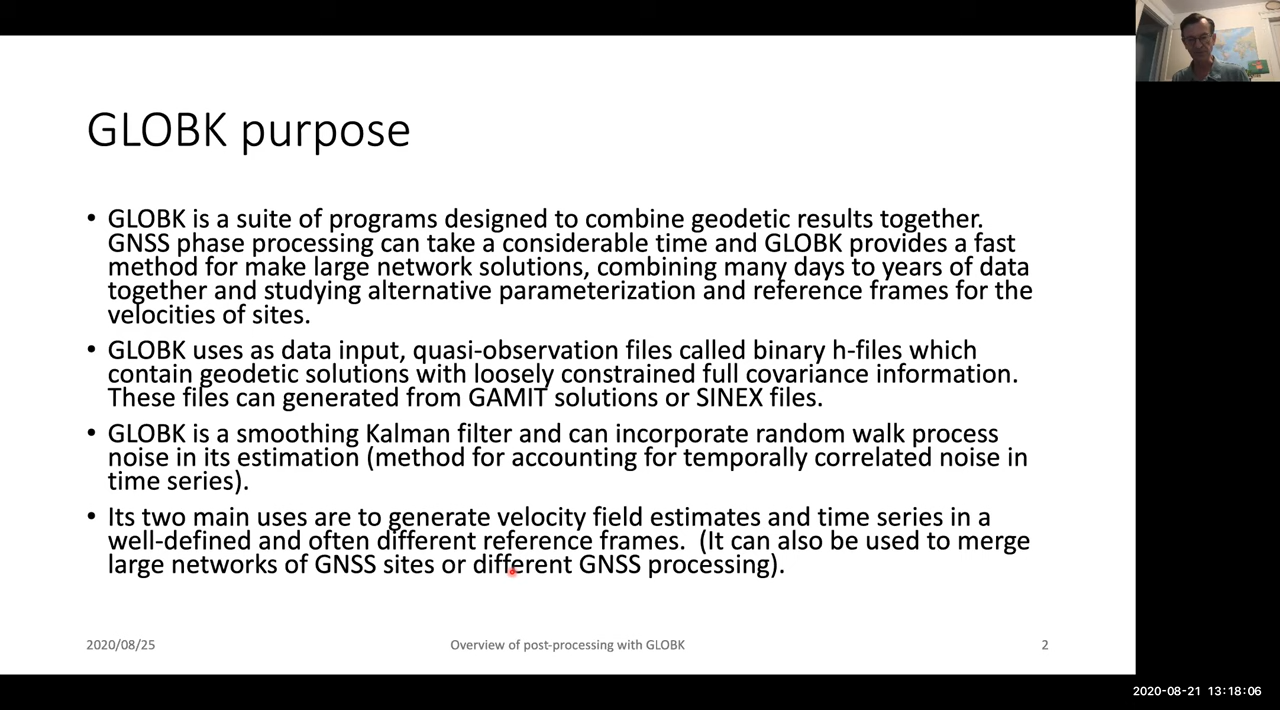 GLOBK purpose
• GLOBK is a suite of programs designed to combine geodetic results together.
GNSS phase processing can take a considerable time and GLOBK provides a fast
method for make large network solutions, combining many days to years of data
together and studying alternative parameterization and reference frames for the
velocities of sites.
• GLOBK uses as data input, quasi-observation files called binary h-files which
contain geodetic solutions with loosely constrained full covariance information.
These files can generated from GAMIT solutions or SINEX files.
• GLOBK is a smoothing Kalman filter and can incorporate random walk process
noise in its estimation (method for accounting for temporally correlated noise in
time series).
• Its two main uses are to generate velocity field estimates and time series in a
well-defined and often different reference frames.  (It can also be used to merge
large networks of GNSS sites or different GNSS processing).
2020/08/25
Overview of post-processing with GLOBK
2
2020-08-21 13:18:06